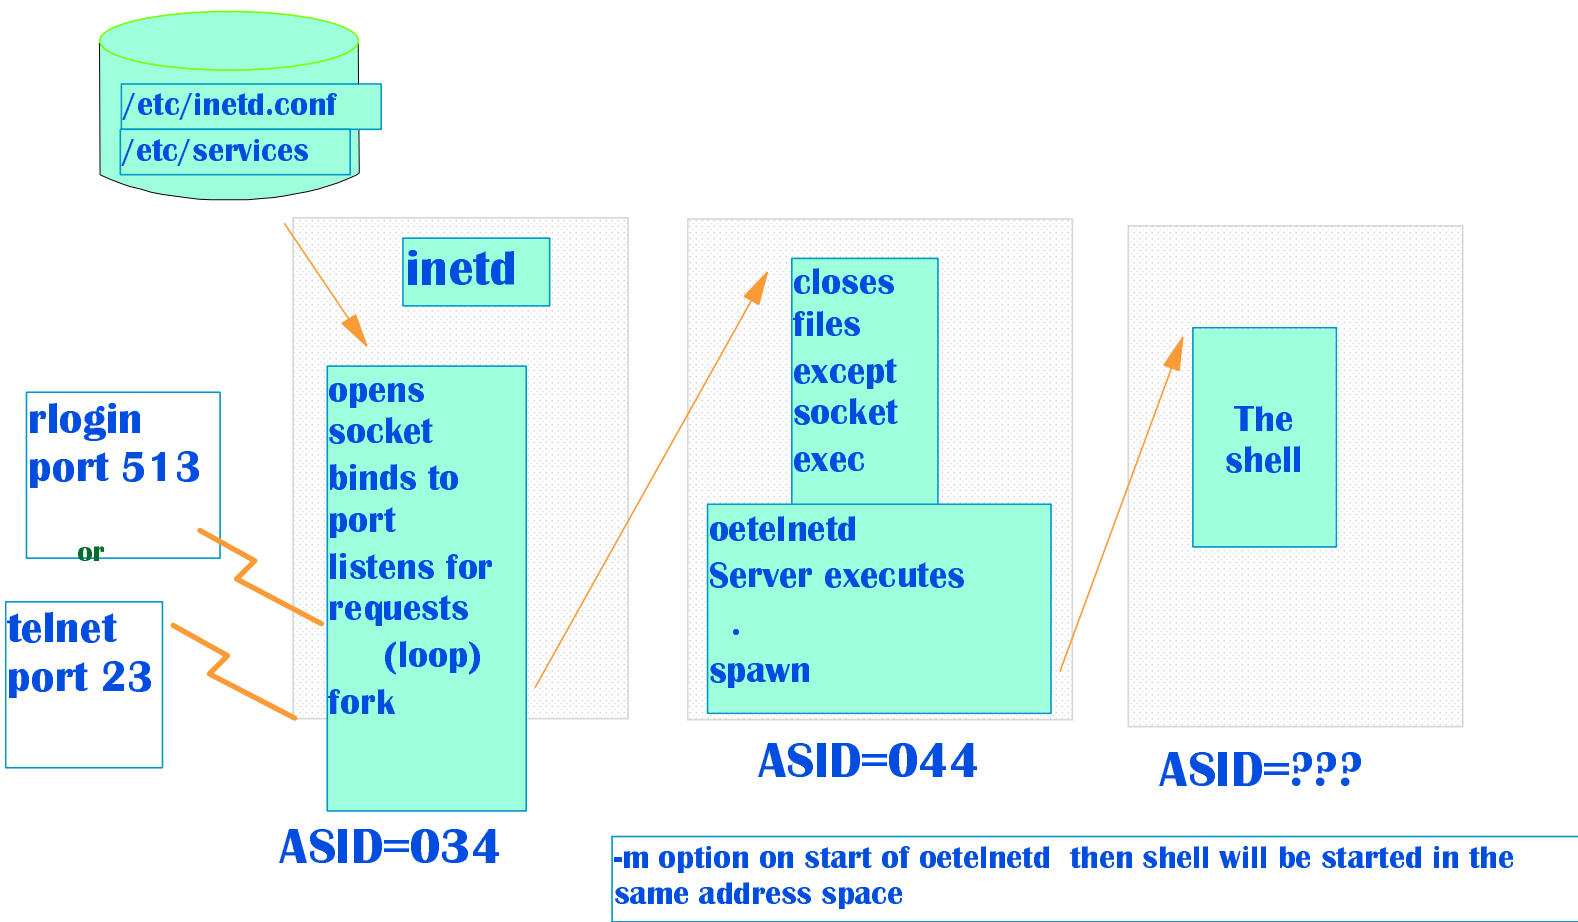 /etc/inetd.conf
/etc/services
inetd
rlogin
port 513
or
telnet
port 23
opens
socket
binds to
port
listens for
requests
(loop)
fork
ASID=034
closes
files
except
socket
exec
oetelnetd
Server executes
.
spawn
ASID=044
The
shell
ASID=???
-m option on start of oetelnetd then shell will be started in the
same address space